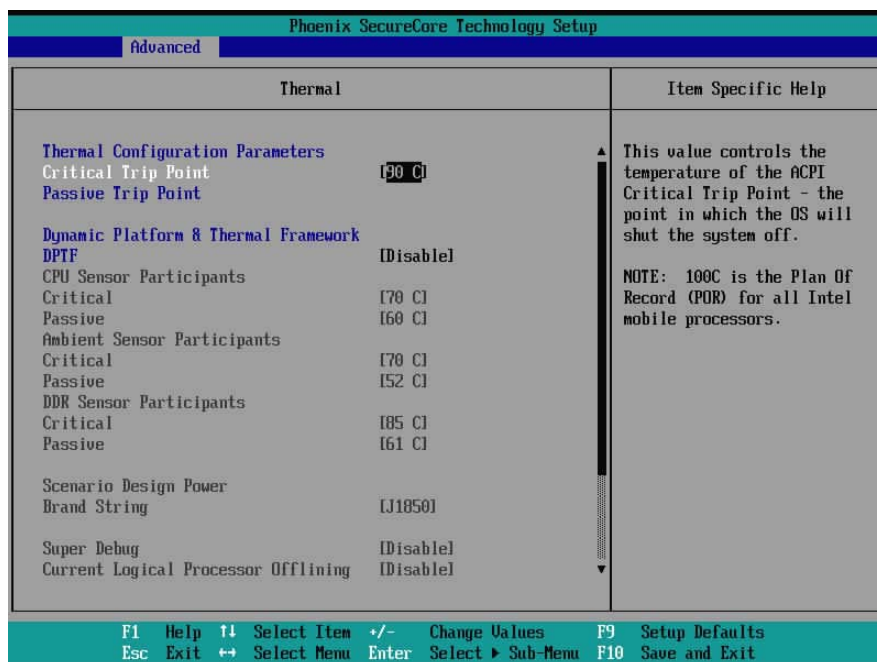 Phoenix SecureCore Technology Setup
Advanced
Thermal
Thermal Configuration Parameters
Critical Trip Point [90 C]
Passive Trip Point
Dynamic Platform & Thermal Framework
DPTF [Disable]
CPU Sensor Participants
Critical [70 C]
Passive [60 C]
Ambient Sensor Participants
Critical [70 C]
Passive [52 C]
DDR Sensor Participants
Critical [85 C]
Passive [61 C]
Scenario Design Power
Brand String [J1850]
Super Debug [Disable]
Current Logical Processor Offlining [Disable]
Item Specific Help
This value controls the
temperature of the ACPI
Critical Trip Point - the
point in which the OS will
shut the system off.
NOTE: 100C is the Plan Of
Record (POR) for all Intel
mobile processors.
F1 Help ↑↓ Select Item +/- Change Values F9 Setup Defaults
Esc Exit ↔ Select Menu Enter Select ▶ Sub-Menu F10 Save and Exit